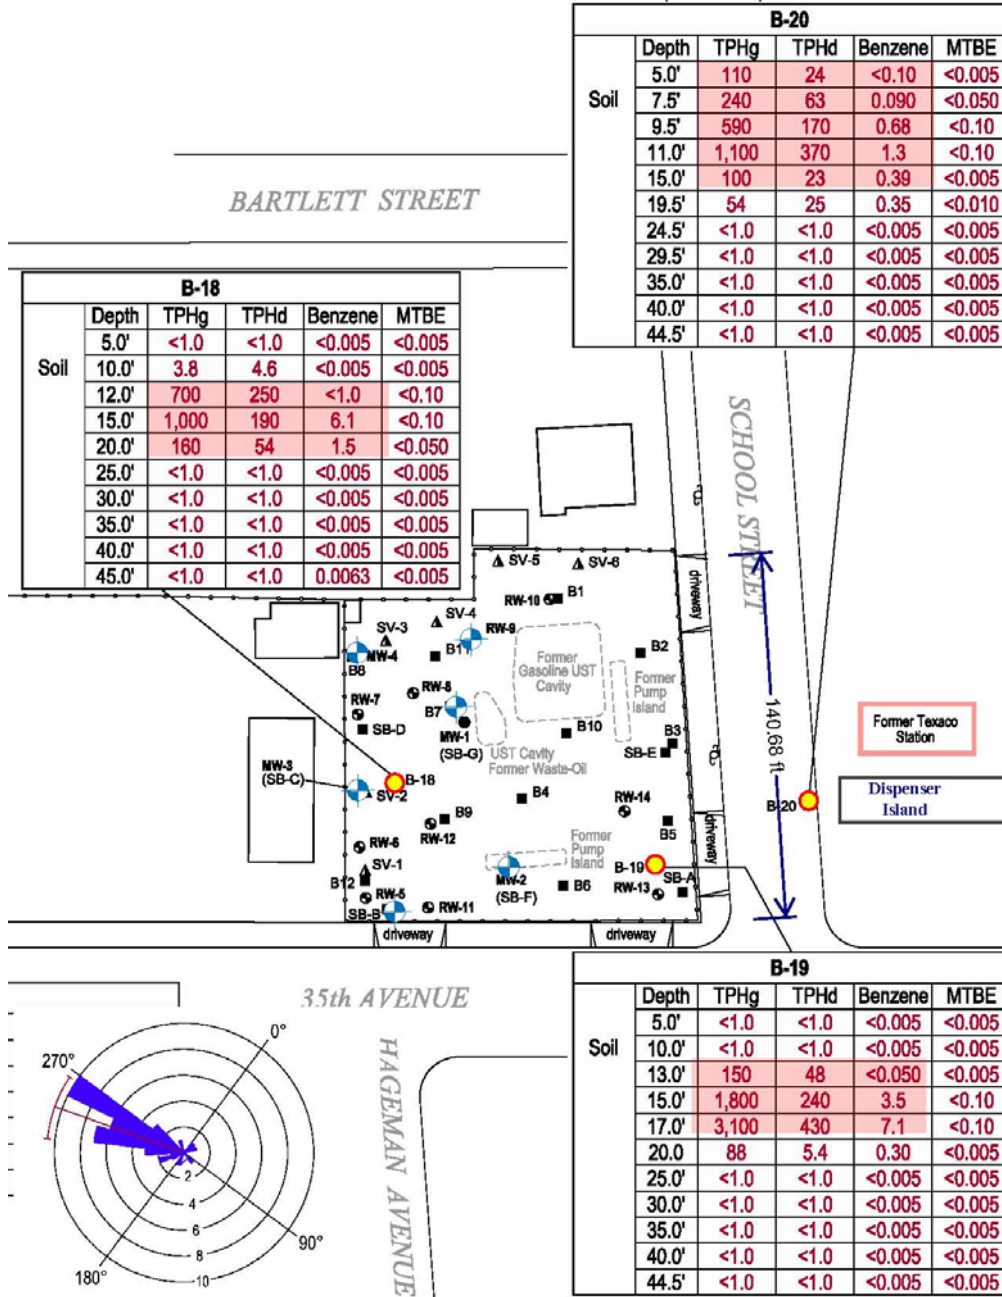 B-20
Depth TPHg TPHd Benzene MTBE
5.0' 110 24 <0.10 <0.005
Soil 7.5' 240 63 0.090 <0.050
9.5' 590 170 0.68 <0.10
11.0' 1,100 370 1.3 <0.10
15.0' 100 23 0.39 <0.005
19.5' 54 25 0.35 <0.010
24.5' <1.0 <1.0 <0.005 <0.005
29.5' <1.0 <1.0 <0.005 <0.005
35.0' <1.0 <1.0 <0.005 <0.005
40.0' <1.0 <1.0 <0.005 <0.005
44.5' <1.0 <1.0 <0.005 <0.005
BARTLETT STREET
B-18
Depth TPHg TPHd Benzene MTBE
5.0' <1.0 <1.0 <0.005 <0.005
Soil 10.0' 3.8 4.6 <0.005 <0.005
12.0' 700 250 <1.0 <0.10
15.0' 1,000 190 6.1 <0.10
20.0' 160 54 1.5 <0.050
25.0' <1.0 <1.0 <0.005 <0.005
30.0' <1.0 <1.0 <0.005 <0.005
35.0' <1.0 <1.0 <0.005 <0.005
40.0' <1.0 <1.0 <0.005 <0.005
45.0' <1.0 <1.0 0.0063 <0.005
SCHOOL STREET
SV-5
SV-6
driveway
RW-10
B1
SV-4
SV-3
RW-9
MW-4
B8
B11
B2
Former
Gasoline UST
Cavity
Former
Pump
Island
RW-8
RW-7
B7
SB-D
MW-1
(SB-G)
B10
B3
SB-E
140.68 ft
Former Texaco
Station
UST Cavity
Former Waste-Oil
MW-3
(SB-C)
B-18
SV-2
B4
B-20
Dispenser
Island
RW-14
B9
RW-12
B5
driveway
RW-6
Former
Pump
Island
SV-1
B12
B-19
SB-A
MW-2
(SB-F)
B6
RW-13
RW-5
SB-B
RW-11
driveway
driveway
35th AVENUE
HAGEMAN AVENUE
0°
270°
90°
180°
2
4
6
8
10
B-19
Depth TPHg TPHd Benzene MTBE
5.0' <1.0 <1.0 <0.005 <0.005
Soil 10.0' <1.0 <1.0 <0.005 <0.005
13.0' 150 48 <0.050 <0.005
15.0' 1,800 240 3.5 <0.10
17.0' 3,100 430 7.1 <0.10
20.0 88 5.4 0.30 <0.005
25.0' <1.0 <1.0 <0.005 <0.005
30.0' <1.0 <1.0 <0.005 <0.005
35.0' <1.0 <1.0 <0.005 <0.005
40.0' <1.0 <1.0 <0.005 <0.005
44.5' <1.0 <1.0 <0.005 <0.005